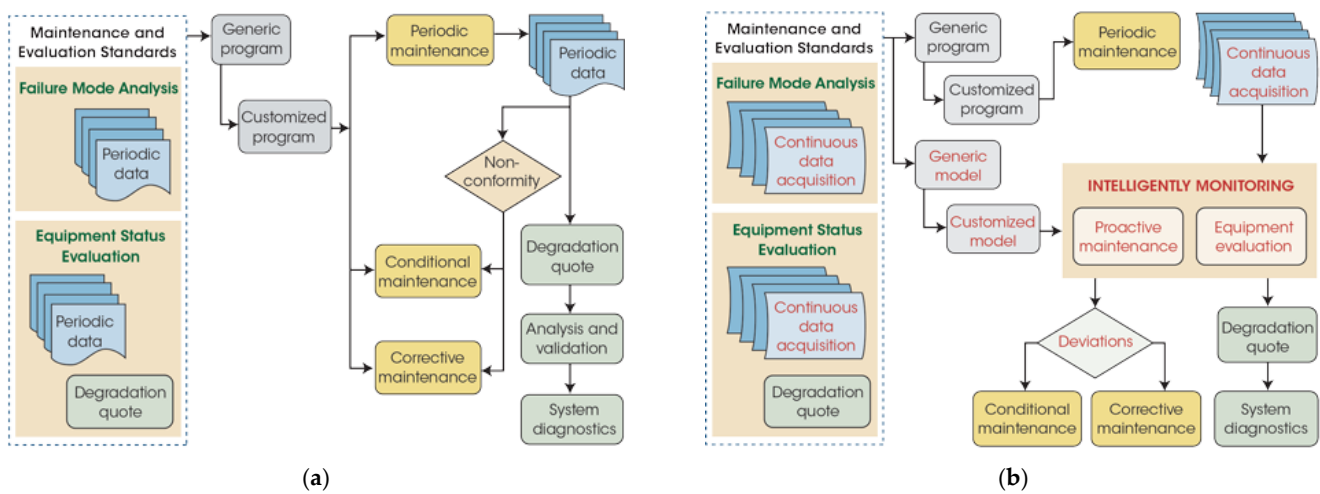 Maintenance and
Evaluation Standards
Failure Mode Analysis
Periodic
data
Equipment Status
Evaluation
Periodic
data
Degradation
quote
Generic
program
Customized
program
Periodic
maintenance
Periodic
data
Non-
conformity
Conditional
maintenance
Corrective
maintenance
Degradation
quote
Analysis and
validation
System
diagnostics
(a)
Maintenance and
Evaluation Standards
Failure Mode Analysis
Continuous
data
acquisition
Equipment Status
Evaluation
Continuous
data
acquisition
Degradation
quote
Generic
program
Customized
program
Periodic
maintenance
Continuous
data
acquisition
Generic
model
Customized
model
INTELLIGENTLY MONITORING
Proactive
maintenance
Equipment
evaluation
Deviations
Conditional
maintenance
Corrective
maintenance
Degradation
quote
System
diagnostics
(b)